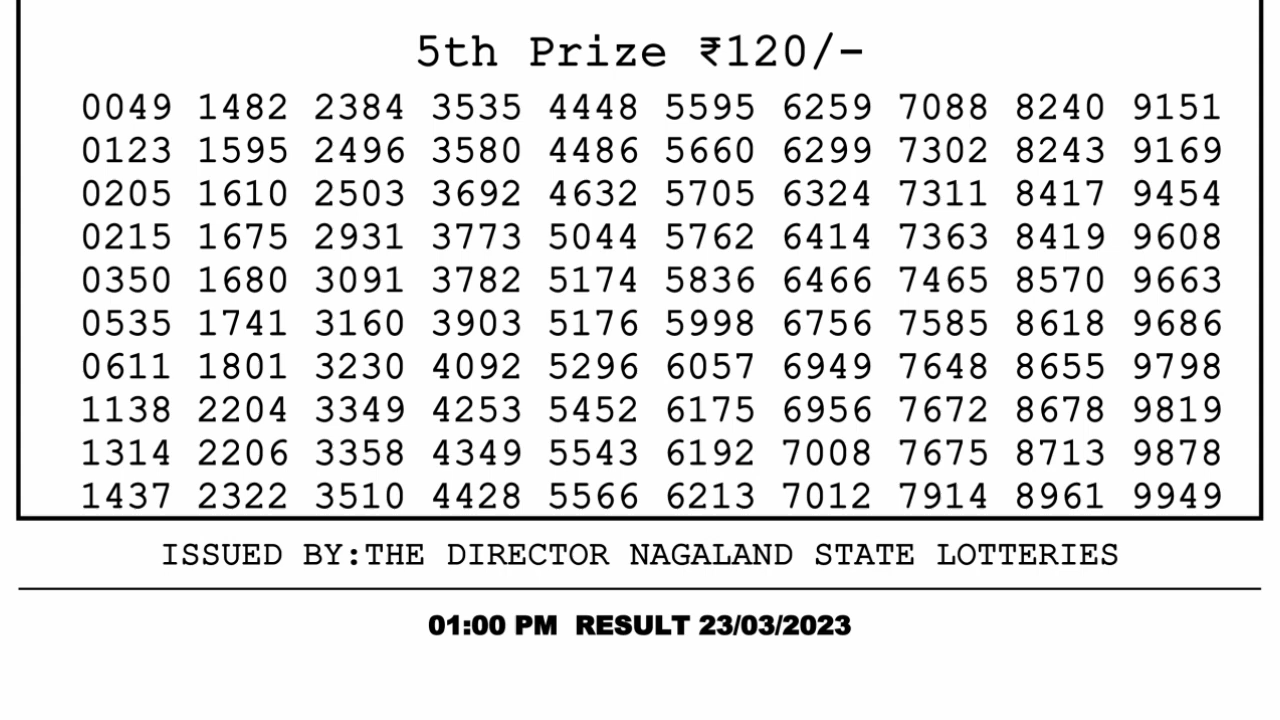 5th Prize ₹120/-
0049 1482 2384 3535 4448 5595 6259 7088 8240 9151
0123 1595 2496 3580 4486 5660 6299 7302 8243 9169
0205 1610 2503 3692 4632 5705 6324 7311 8417 9454
0215 1675 2931 3773 5044 5762 6414 7363 8419 9608
0350 1680 3091 3782 5174 5836 6466 7465 8570 9663
0535 1741 3160 3903 5176 5998 6756 7585 8618 9686
0611 1801 3230 4092 5296 6057 6949 7648 8655 9798
1138 2204 3349 4253 5452 6175 6956 7672 8678 9819
1314 2206 3358 4349 5543 6192 7008 7675 8713 9878
1437 2322 3510 4428 5566 6213 7012 7914 8961 9949
ISSUED BY:THE DIRECTOR NAGALAND STATE LOTTERIES
01:00 PM RESULT 23/03/2023